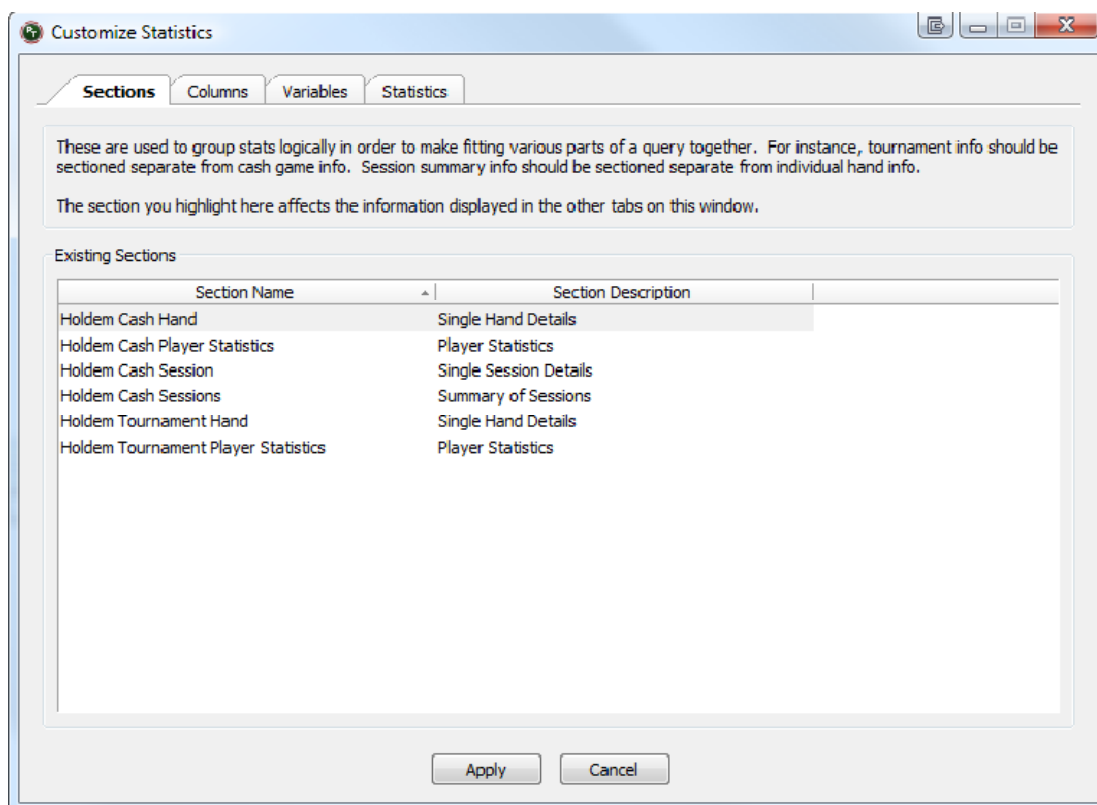 Customize Statistics
Sections Columns Variables Statistics
These are used to group stats logically in order to make fitting various parts of a query together. For instance, tournament info should be
sectioned separate from cash game info. Session summary info should be sectioned separate from individual hand info.
The section you highlight here affects the information displayed in the other tabs on this window.
Existing Sections
Section Name Section Description
Holdem Cash Hand Single Hand Details
Holdem Cash Player Statistics Player Statistics
Holdem Cash Session Single Session Details
Holdem Cash Sessions Summary of Sessions
Holdem Tournament Hand Single Hand Details
Holdem Tournament Player Statistics Player Statistics
Apply Cancel